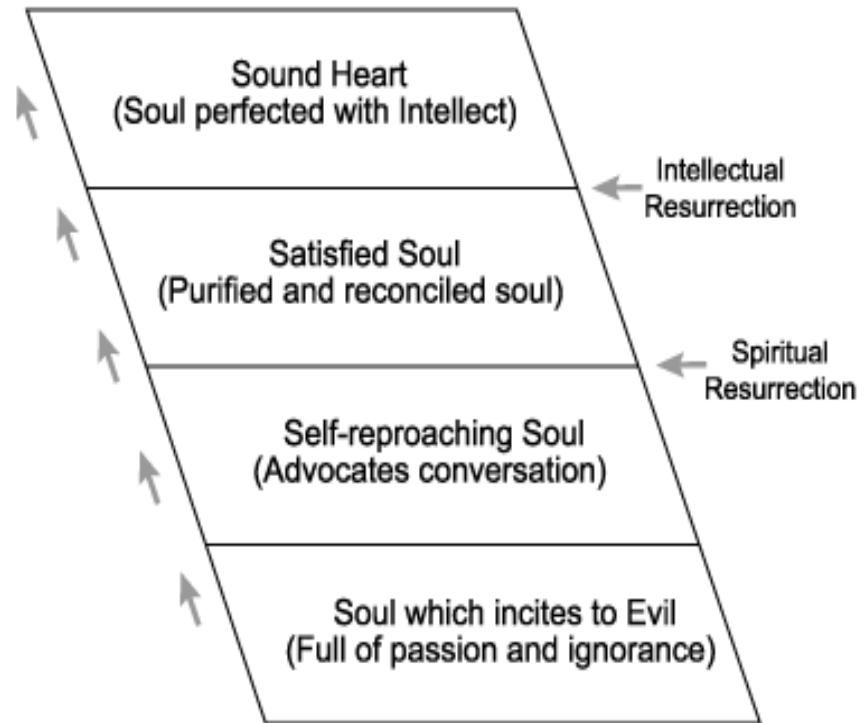 Sound Heart
(Soul perfected with Intellect)
Intellectual
Resurrection
Satisfied Soul
(Purified and reconciled soul)
Spiritual
Resurrection
Self-reproaching Soul
(Advocates conversation)
Soul which incites to Evil
(Full of passion and ignorance)